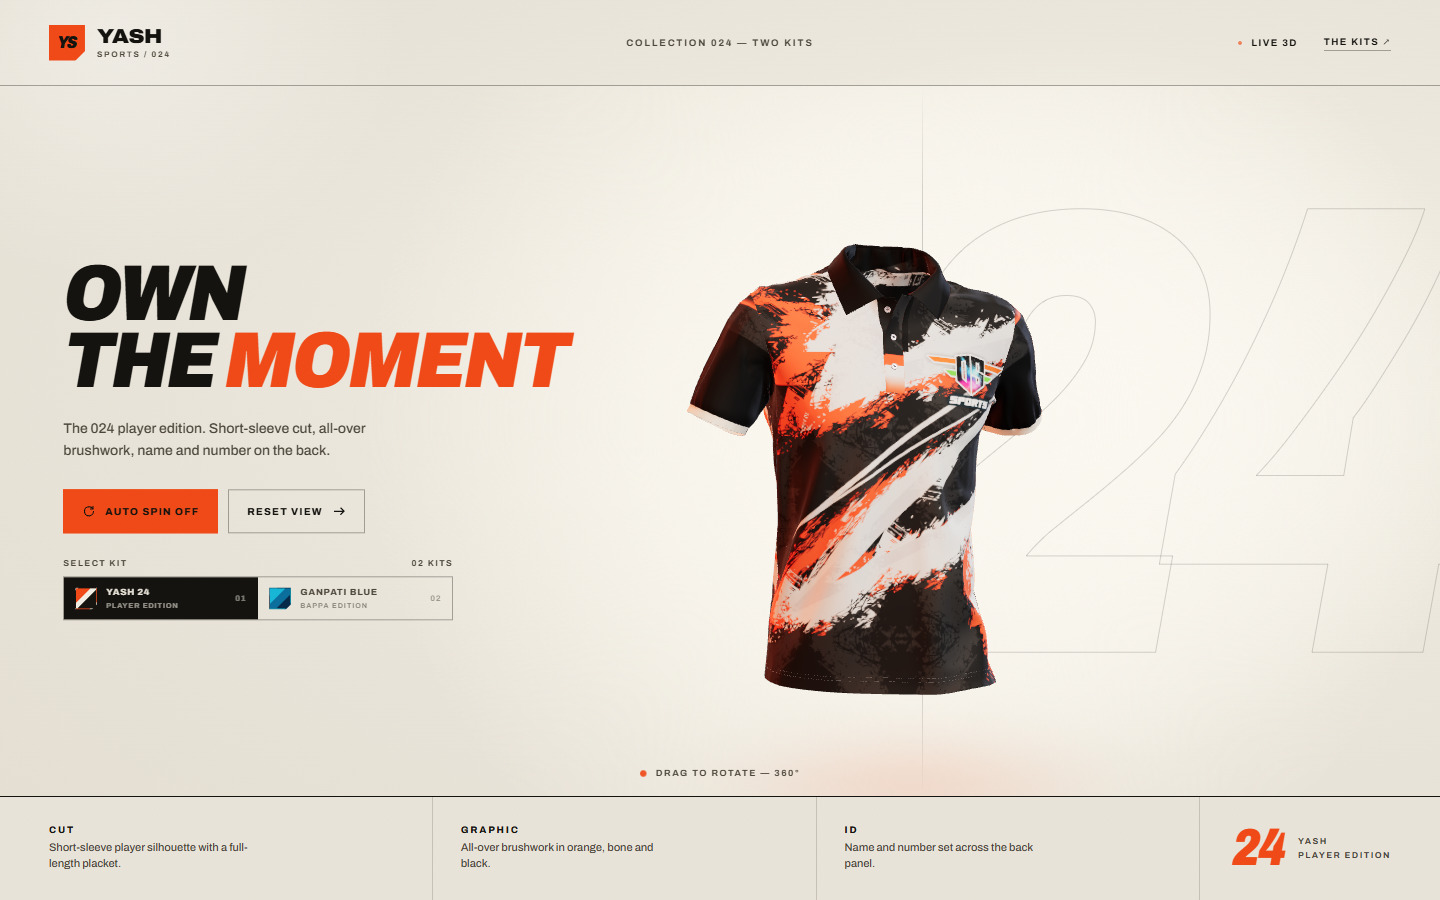 YS
YASH
SPORTS / 024
COLLECTION 024 — TWO KITS
LIVE 3D
THE KITS ↗
24
OWN
THE MOMENT
The 024 player edition. Short-sleeve cut, all-over
brushwork, name and number on the back.
AUTO SPIN OFF
RESET VIEW →
SELECT KIT
02 KITS
YASH 24
PLAYER EDITION
01
GANPATI BLUE
BAPPA EDITION
02
SPORTS
DRAG TO ROTATE — 360°
CUT
Short-sleeve player silhouette with a full-
length placket.
GRAPHIC
All-over brushwork in orange, bone and
black.
ID
Name and number set across the back
panel.
24
YASH
PLAYER EDITION